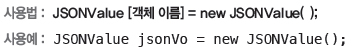 사용법 : JSONValue [객체 이름] = new JSONValue( );
사용예 : JSONValue jsonVo = new JSONValue();